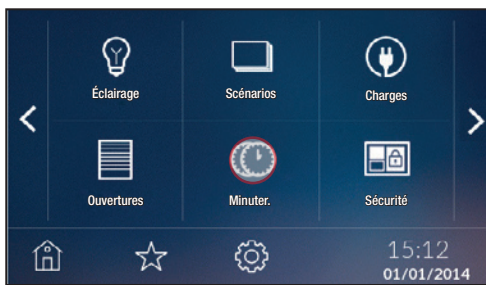 Éclairage
Scénarios
Charges
Ouvertures
Minuter.
Sécurité
15:12
01/01/2014